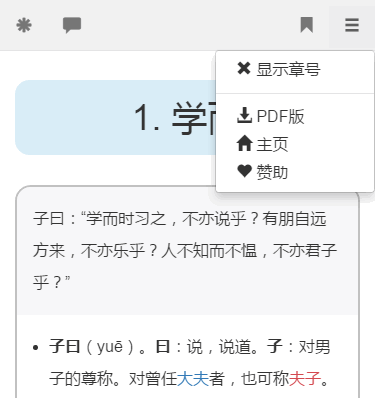 显示章号
PDF版
主页
赞助
1. 学而
子曰：“学而时习之，不亦说乎？有朋自远
方来，不亦乐乎？人不知而不愠，不亦君子
乎？”
子曰（yuē）。曰：说，说道。子：对男
子的尊称。对曾任大夫者，也可称夫子。